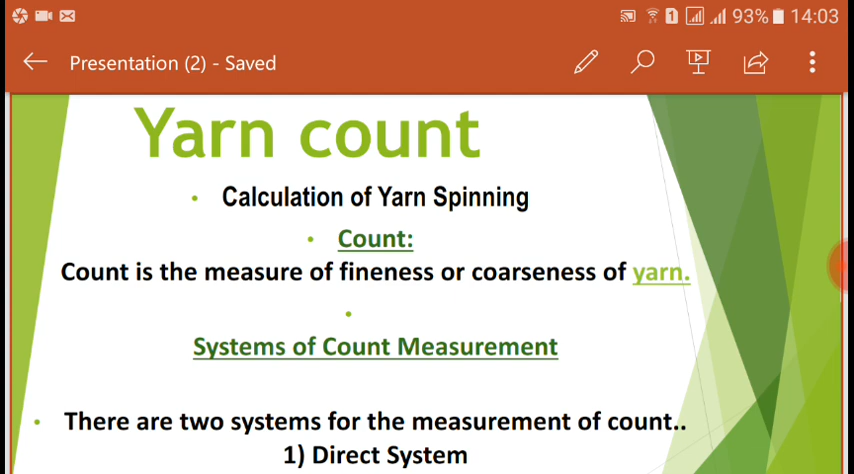 1 93% 14:03
Presentation (2) - Saved
Yarn count
• Calculation of Yarn Spinning
• Count:
Count is the measure of fineness or coarseness of yarn.
•
Systems of Count Measurement
• There are two systems for the measurement of count..
1) Direct System